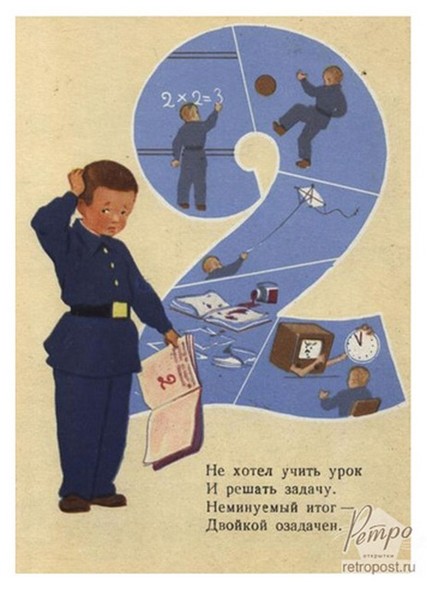 2×2=3
2
Не хотел учить урок
И решать задачу.
Неминуемый итог —
Двойкой озадачен.
Ретро
открытки
retropost.ru